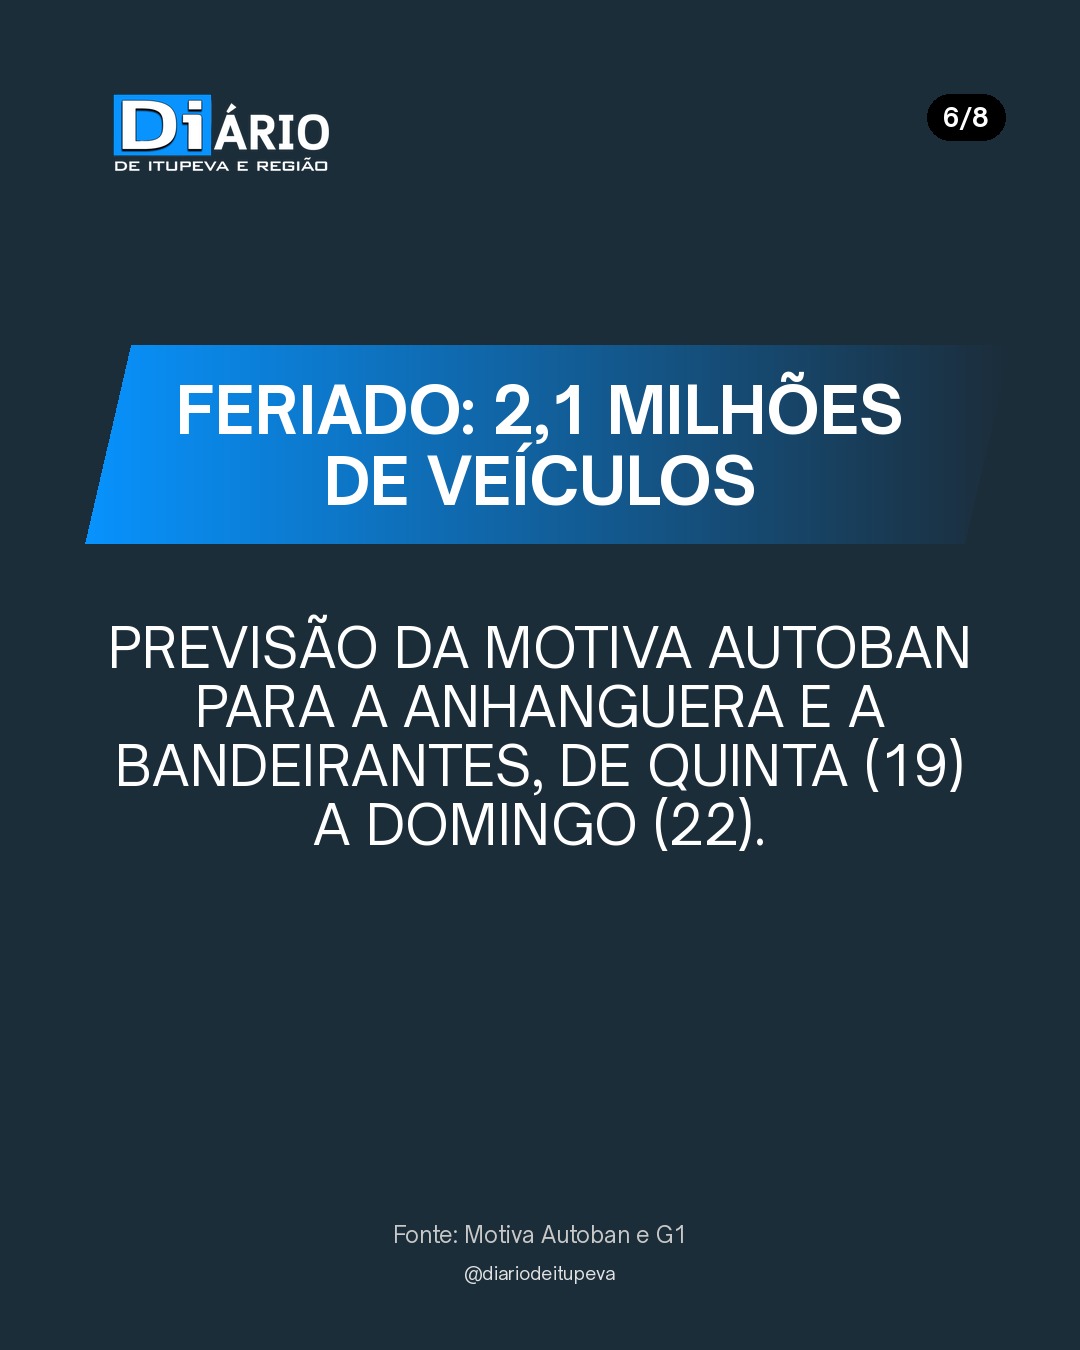 DiÁRIO
DE ITUPEVA E REGIÃO
6/8
FERIADO: 2,1 MILHÕES
DE VEÍCULOS
PREVISÃO DA MOTIVA AUTOBAN
PARA A ANHANGUERA E A
BANDEIRANTES, DE QUINTA (19)
A DOMINGO (22).
Fonte: Motiva Autoban e G1
@diariodeitupeva